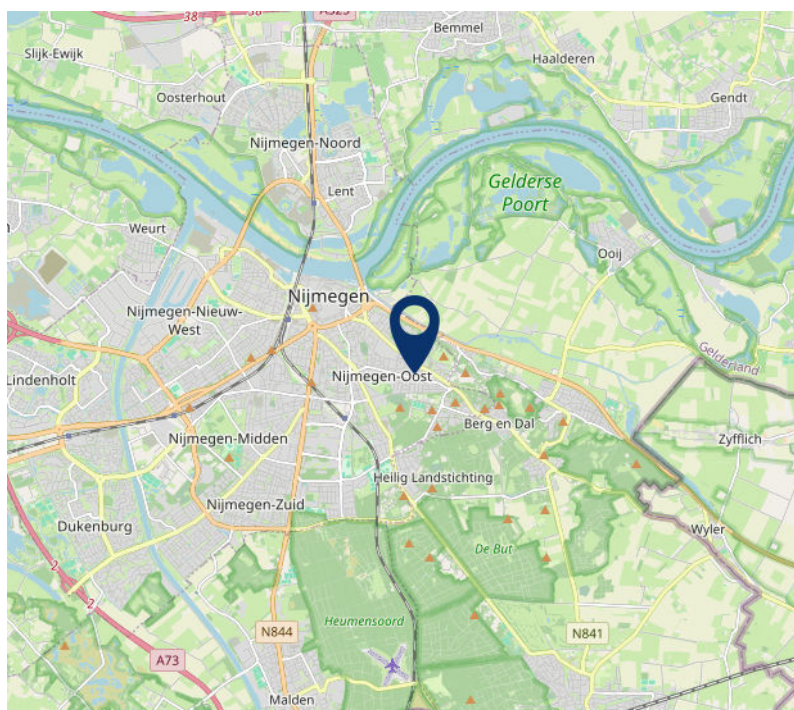 38
A325
Bemmel
Slijk-Ewijk
Haalderen
Oosterhout
Gendt
Nijmegen-Noord
Gelderse
Poort
Lent
Weurt
Ooij
Nijmegen
Nijmegen-Nieuw-
West
Gelderland
Lindenholt
Nijmegen-Oost
Berg en Dal
Nijmegen-Midden
Zyfflich
Heilig Landstichting
Nijmegen-Zuid
Dukenburg
Wyler
De But
2
2
Heumensoord
N844
N841
A73
Malden